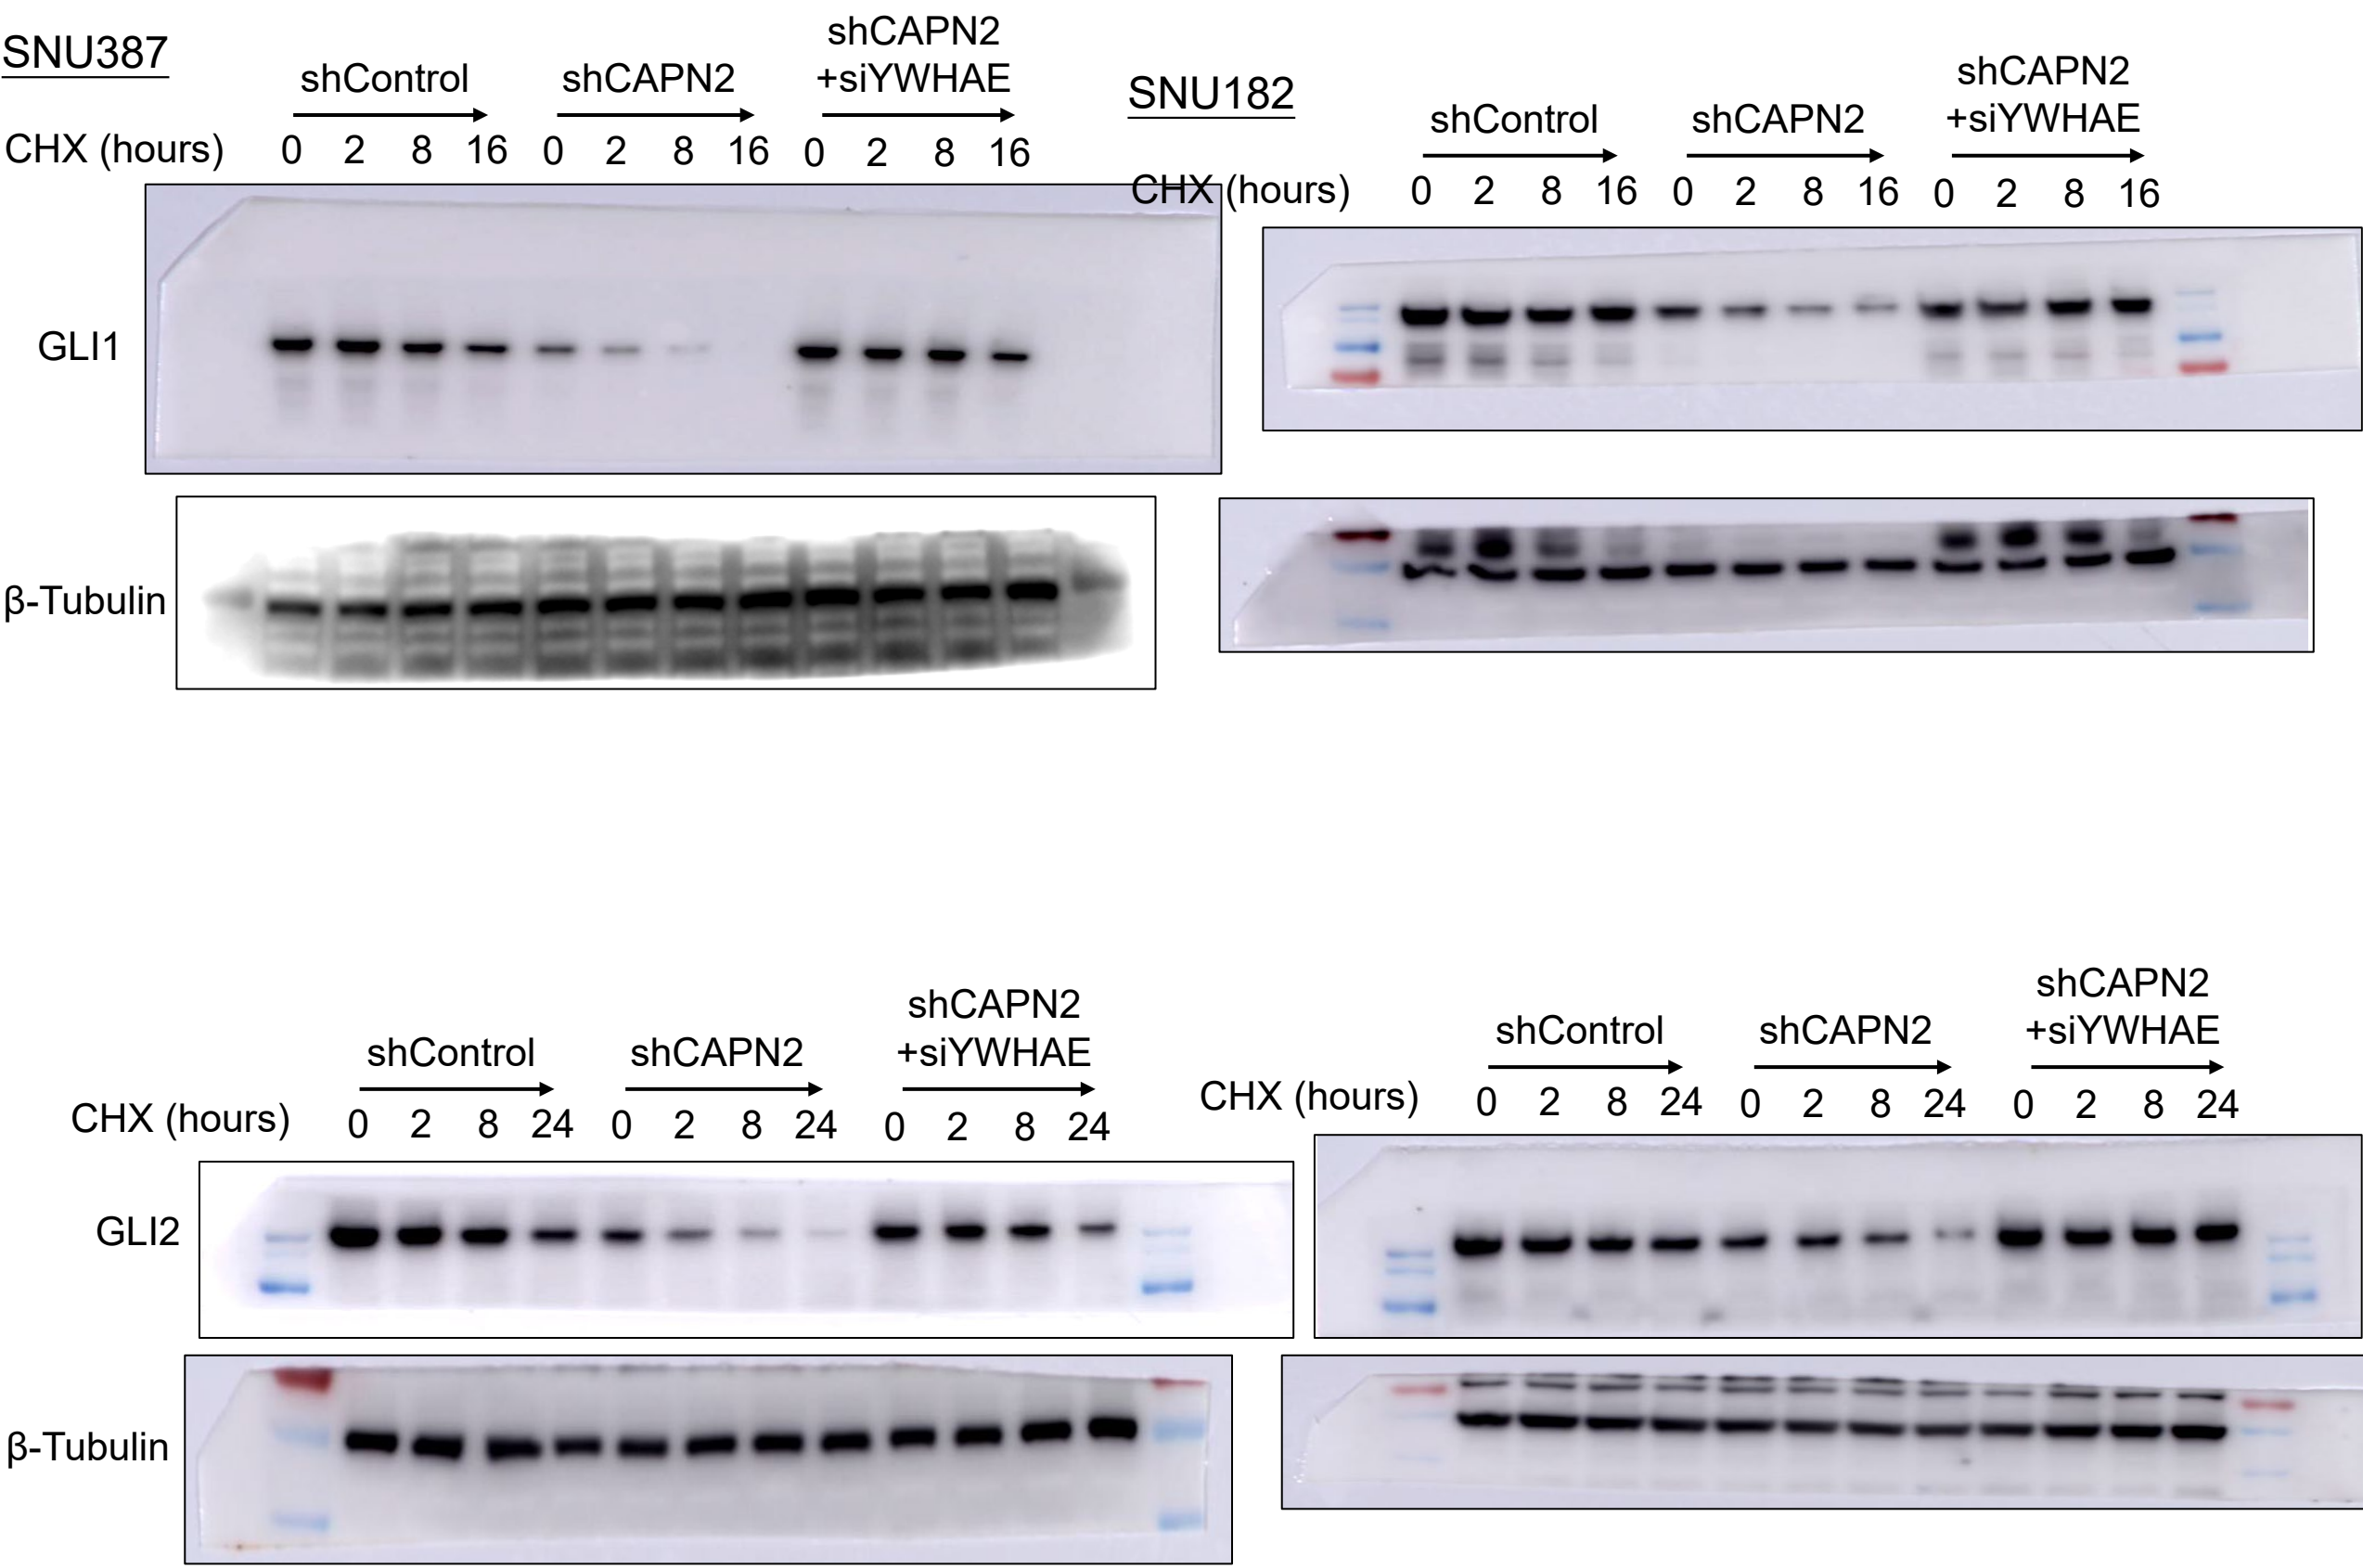 SNU387
shControl
shCAPN2
shCAPN2
+siYWHAE
CHX (hours) 0 2 8 16 0 2 8 16 0 2 8 16
GLI1
β-Tubulin
SNU182
shControl
shCAPN2
shCAPN2
+siYWHAE
CHX (hours) 0 2 8 16 0 2 8 16 0 2 8 16
shControl
shCAPN2
shCAPN2
+siYWHAE
CHX (hours) 0 2 8 24 0 2 8 24 0 2 8 24
GLI2
β-Tubulin
shControl
shCAPN2
shCAPN2
+siYWHAE
CHX (hours) 0 2 8 24 0 2 8 24 0 2 8 24